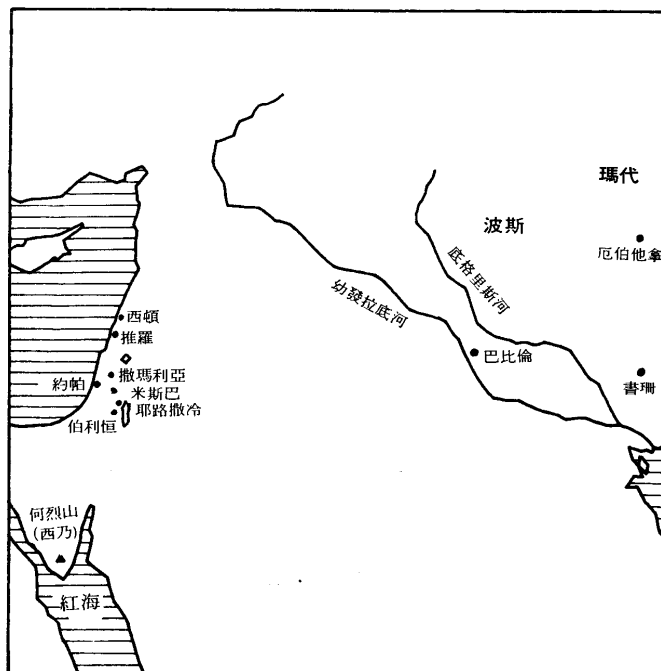 瑪代
波斯
厄伯他拿
底格里斯河
幼發拉底河
西頓
推羅
巴比倫
撒瑪利亞
約帕
米斯巴
書珊
耶路撒冷
伯利恒
何烈山
(西乃)
紅海